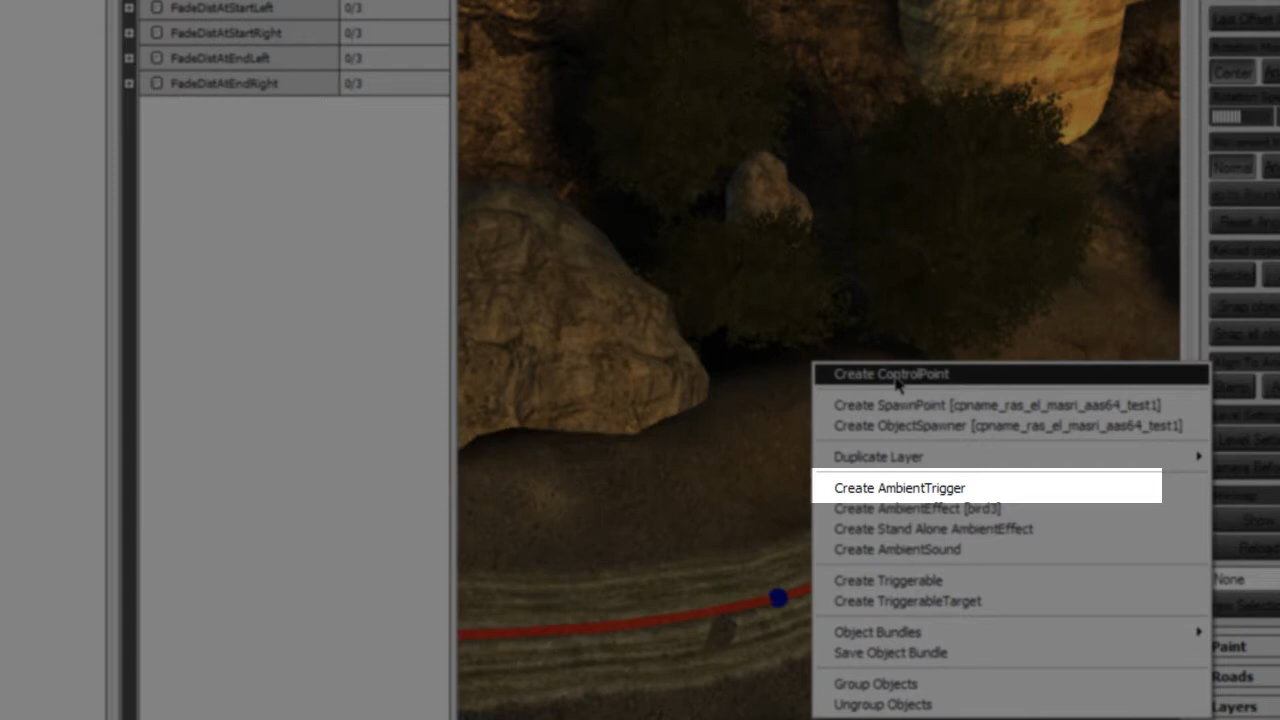 FadeDistAtStartLeft 0/3
FadeDistAtStartRight 0/3
FadeDistAtEndLeft 0/3
FadeDistAtEndRight 0/3
Center
Normal
Create ControlPoint
Create SpawnPoint [cpname_ras_el_masri_aas64_test1]
Create ObjectSpawner [cpname_ras_el_masri_aas64_test1]
Duplicate Layer
Create AmbientTrigger
Create AmbientEffect [bird3]
Create Stand Alone AmbientEffect
Create AmbientSound
Create Triggerable
Create TriggerableTarget
Object Bundles
Save Object Bundle
Group Objects
Ungroup Objects
None
Paint
Roads
Layers